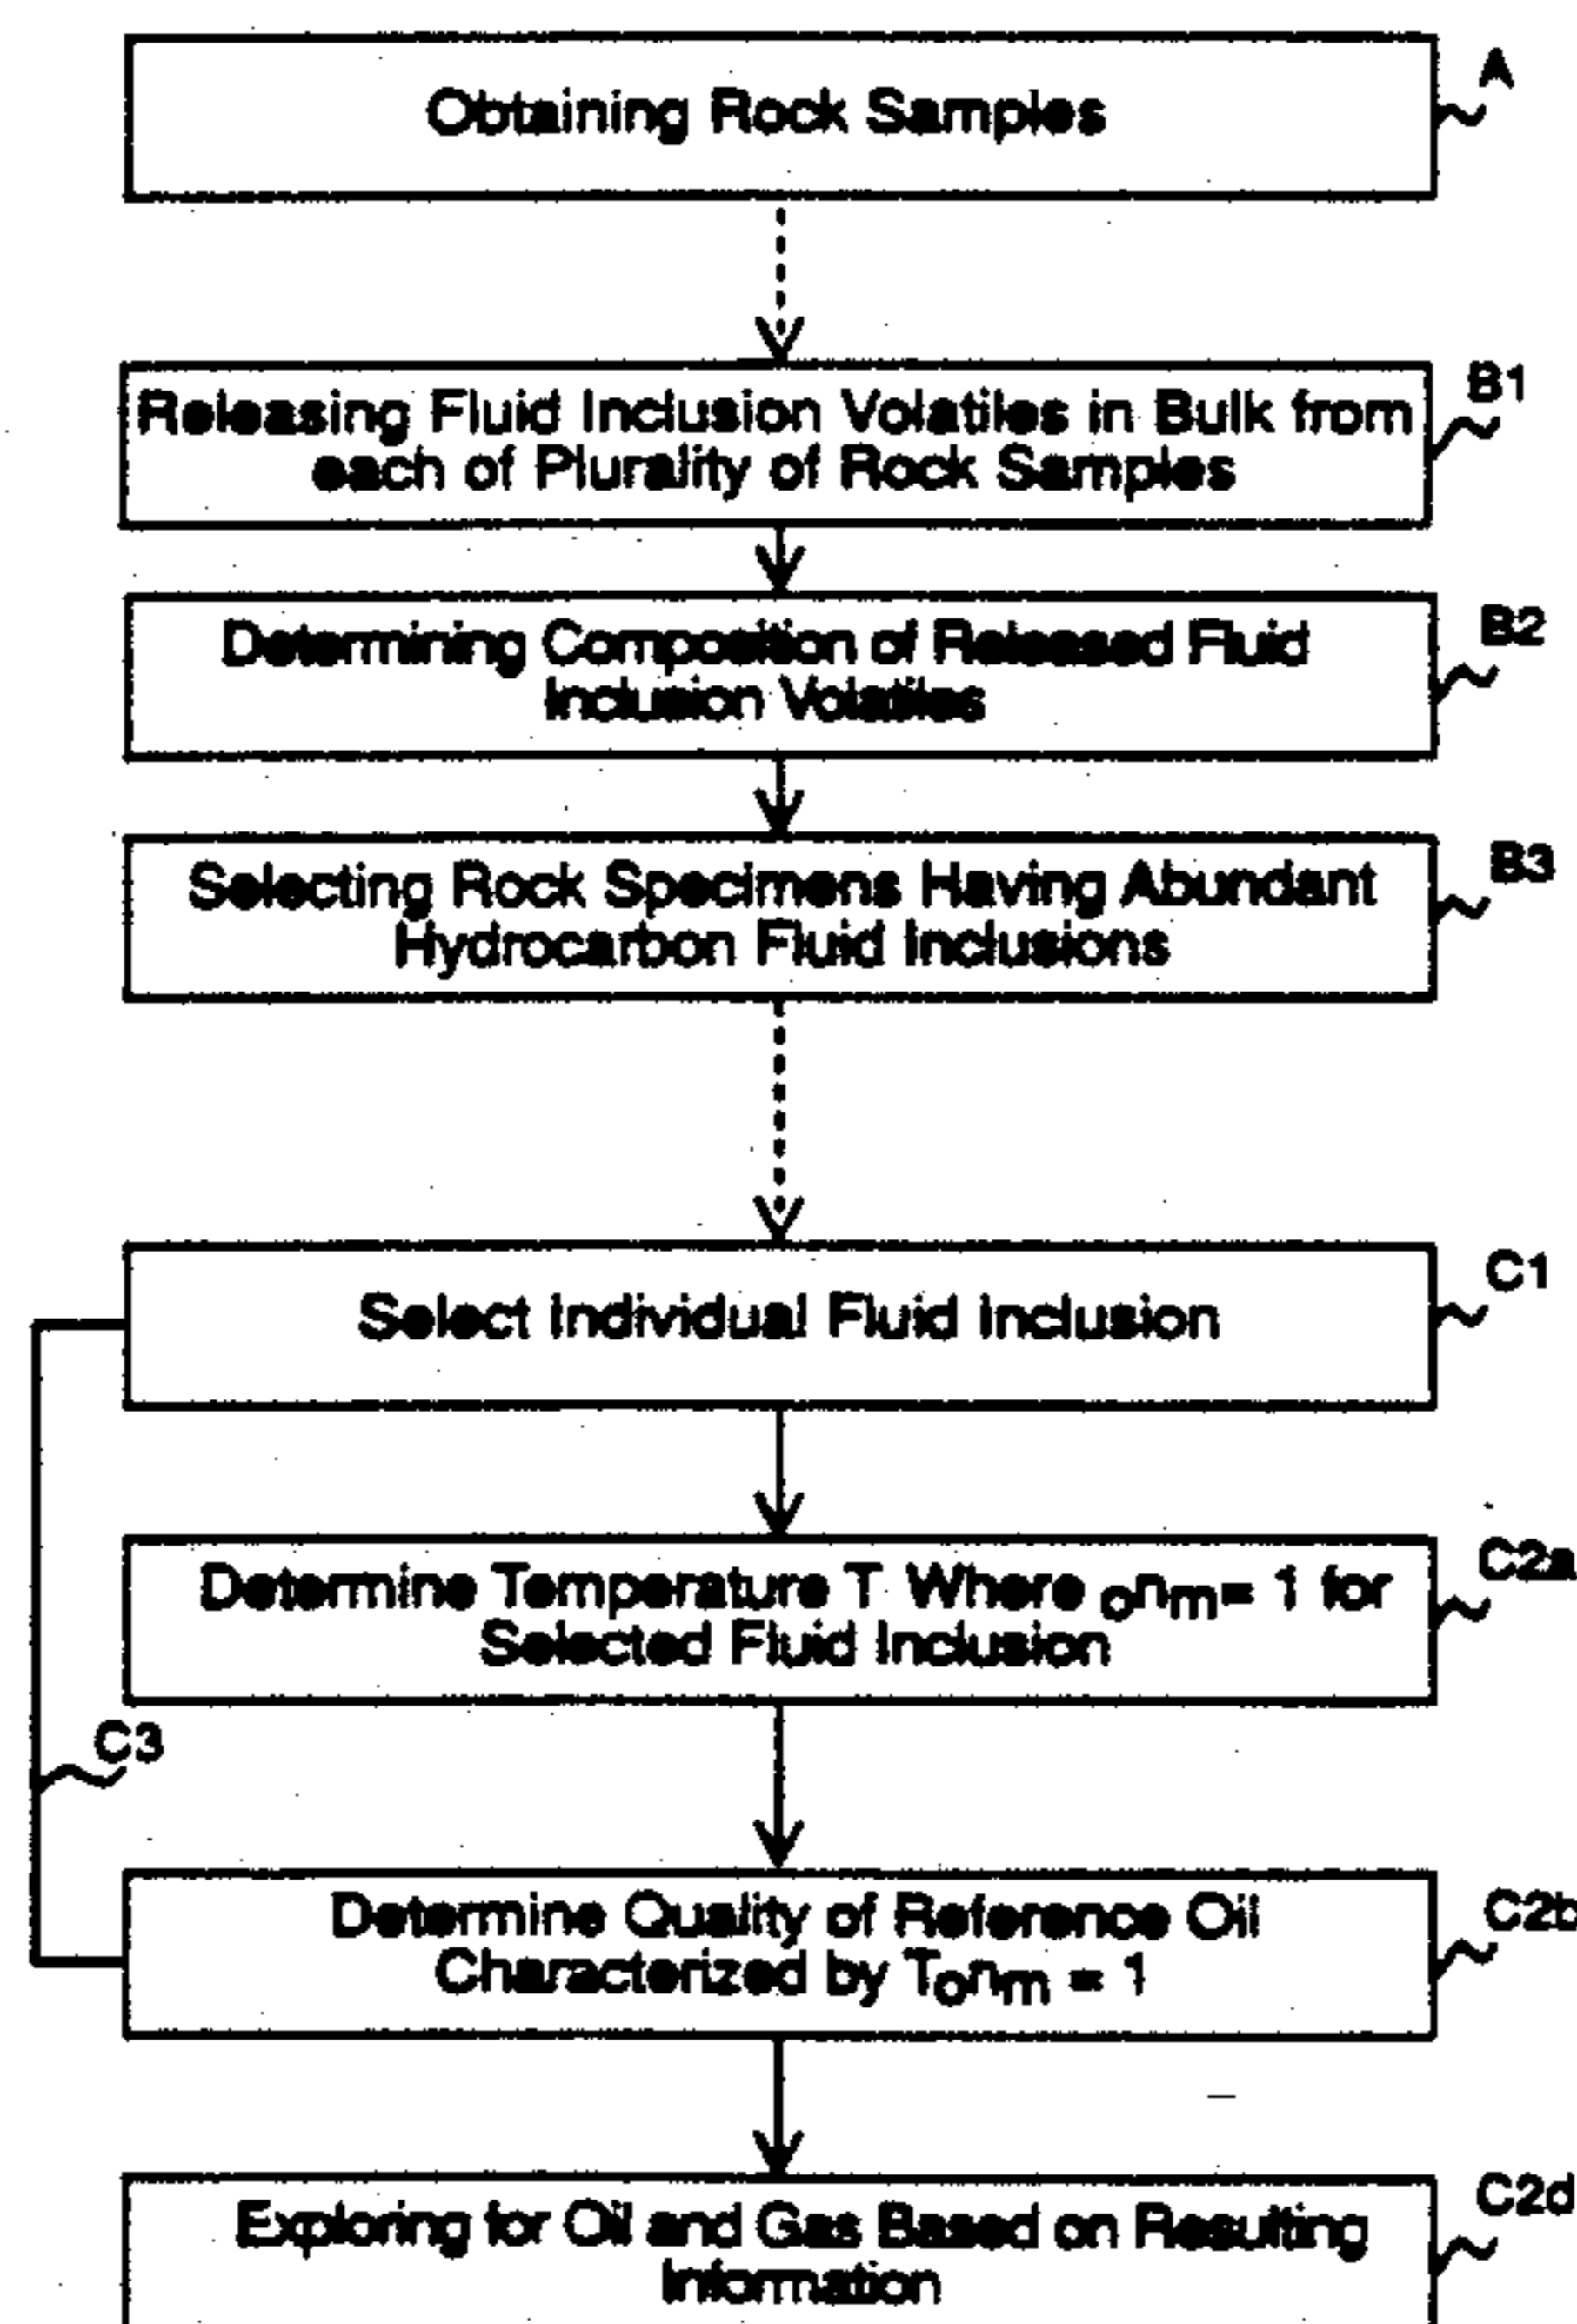 Obtaining Rock Samples
A
Releasing Fluid Inclusion Volatiles in Bulk from
each of Plurality of Rock Samples
B1
Determining Composition of Released Fluid
Inclusion Volatiles
B2
Selecting Rock Specimens Having Abundant
Hydrocarbon Fluid Inclusions
B3
Select Individual Fluid Inclusion
C1
Determine Temperature T Where onm= 1 for
Selected Fluid Inclusion
C2a
C3
Determine Quality of Reference Oil
Characterized by Tonm = 1
C2b
Exploring for Oil and Gas Based on Resulting
Information
C2d